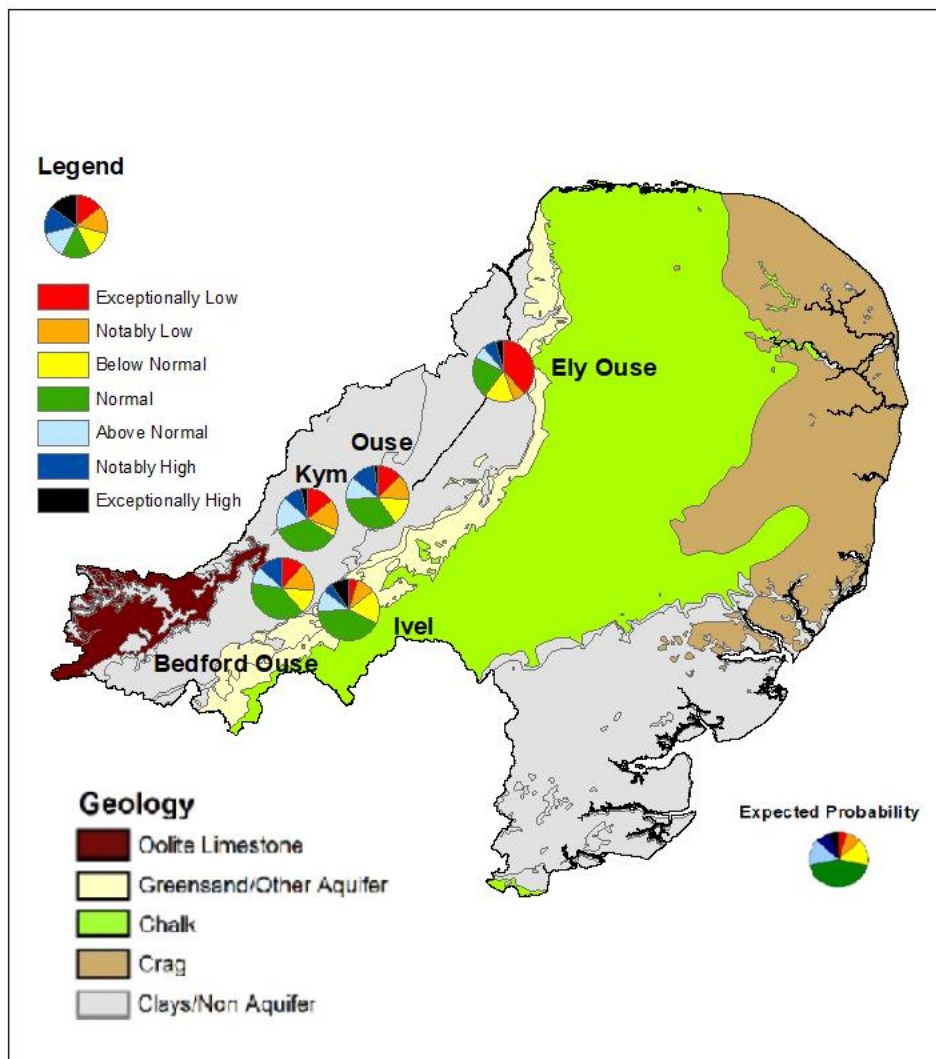 Legend
Exceptionally Low
Notably Low
Below Normal
Normal
Above Normal
Notably High
Exceptionally High
Ely Ouse
Ouse
Kym
Ivel
Bedford Ouse
Geology
Oolite Limestone
Greensand/Other Aquifer
Chalk
Crag
Clays/Non Aquifer
Expected Probability